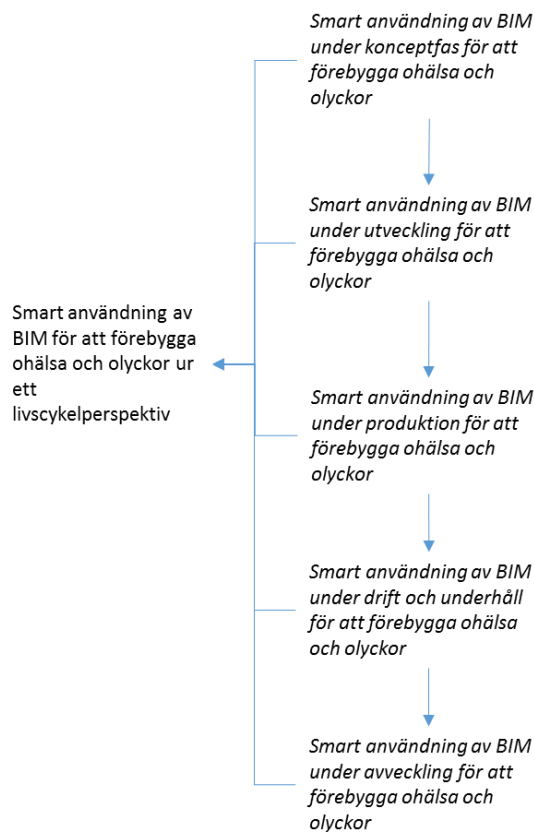 Smart användning av BIM
under konceptfas för att
förebygga ohälsa och
olyckor
Smart användning av BIM
under utveckling för att
förebygga ohälsa och
olyckor
Smart användning av
BIM för att förebygga
ohälsa och olyckor ur
ett
livscykelperspektiv
Smart användning av BIM
under produktion för att
förebygga ohälsa och
olyckor
Smart användning av BIM
under drift och underhåll
för att förebygga ohälsa
och olyckor
Smart användning av BIM
under avveckling för att
förebygga ohälsa och
olyckor